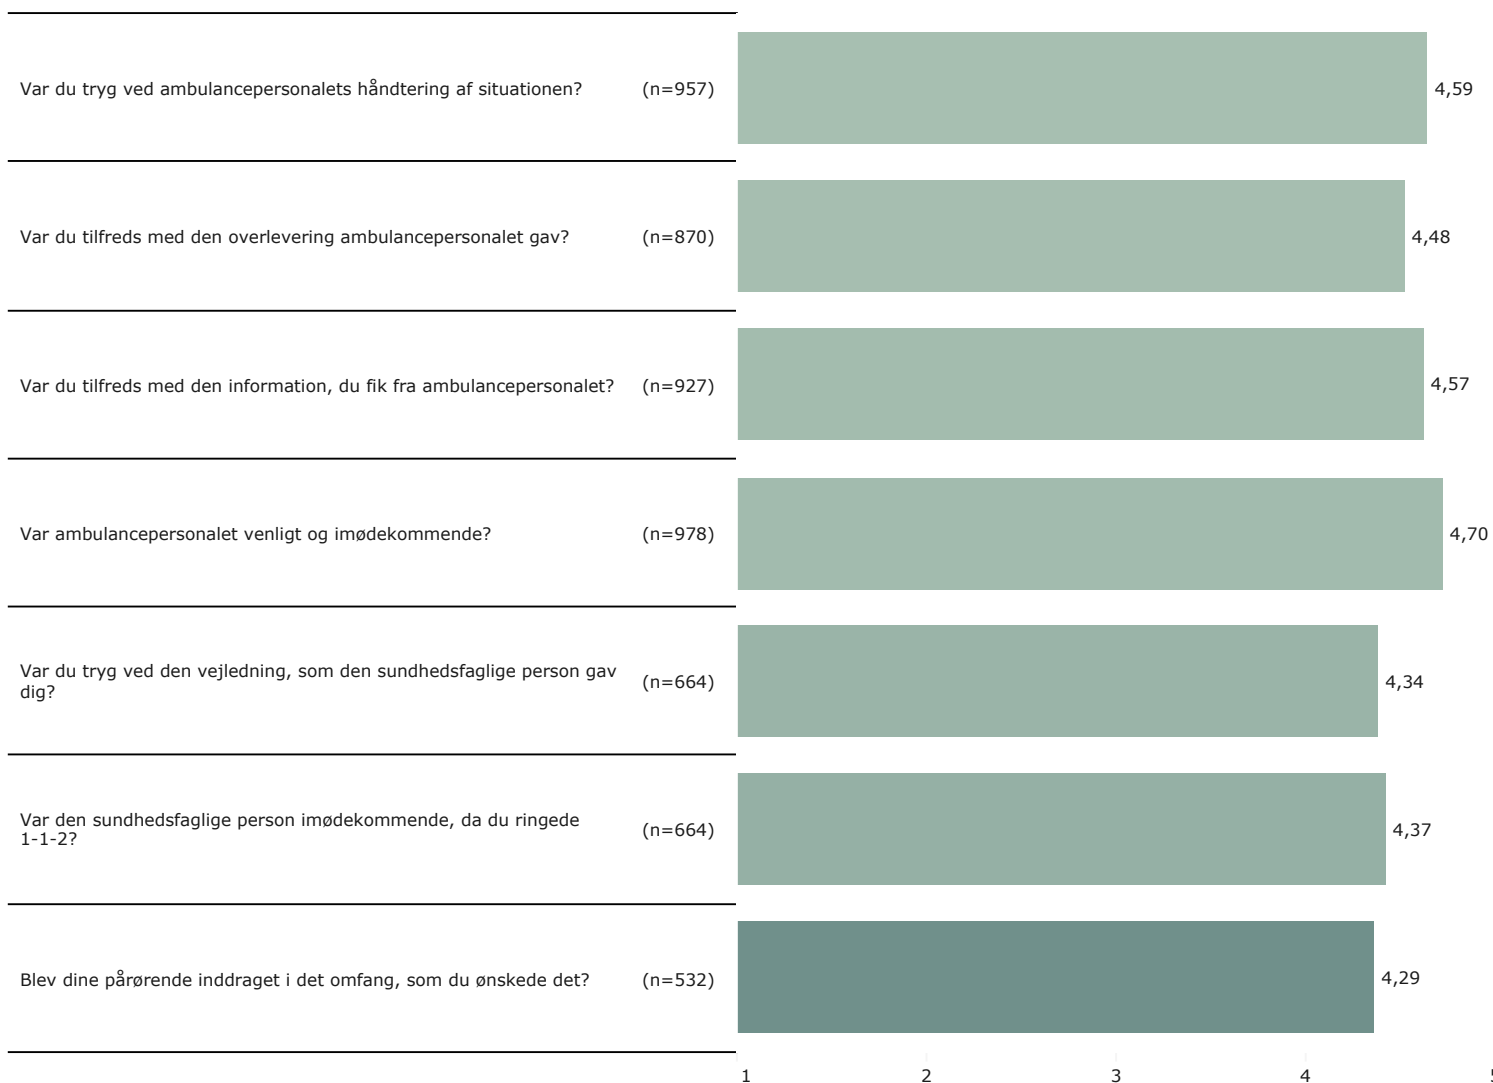 Var du tryg ved ambulancepersonalets håndtering af situationen? (n=957) 4,59
Var du tilfreds med den overlevering ambulancepersonalet gav? (n=870) 4,48
Var du tilfreds med den information, du fik fra ambulancepersonalet? (n=927) 4,57
Var ambulancepersonalet venligt og imødekommende? (n=978) 4,70
Var du tryg ved den vejledning, som den sundhedsfaglige person gav
dig? (n=664) 4,34
Var den sundhedsfaglige person imødekommende, da du ringede
1-1-2? (n=664) 4,37
Blev dine pårørende inddraget i det omfang, som du ønskede det? (n=532) 4,29
1 2 3 4 5